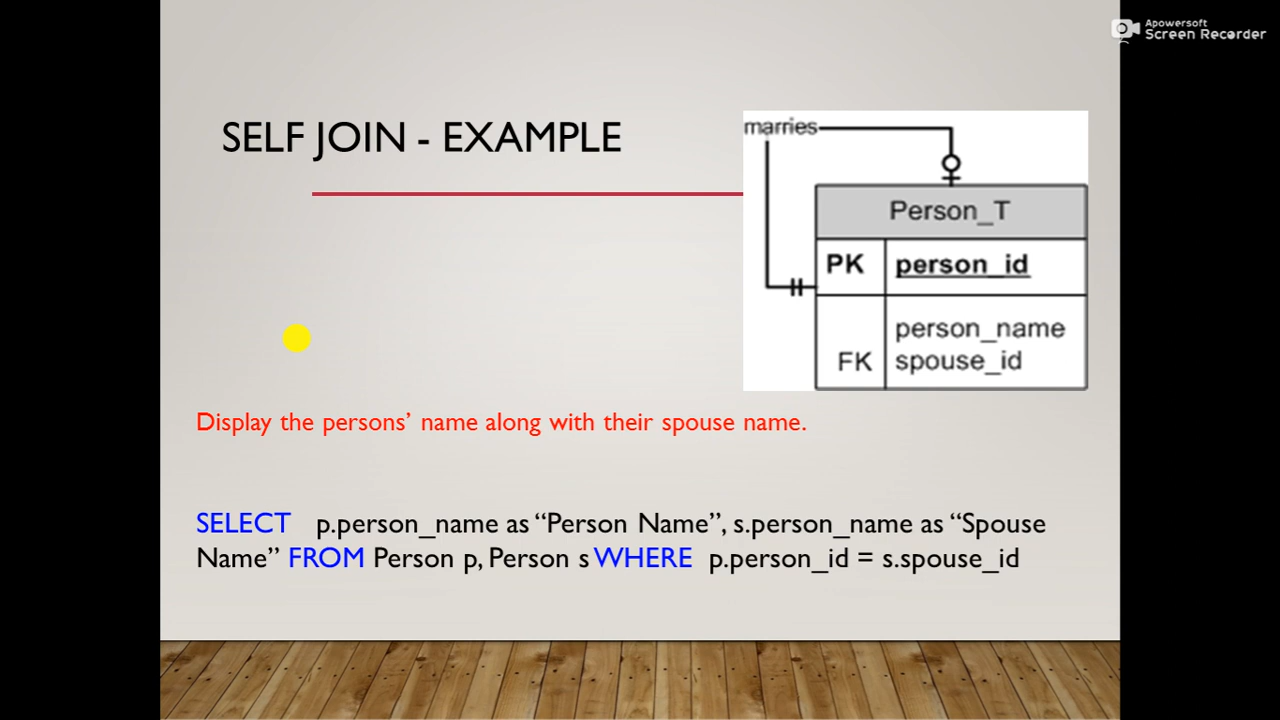 Apowersoft
Screen Recorder
SELF JOIN - EXAMPLE
marries
Person_T
PK person_id
person_name
FK spouse_id
Display the persons’ name along with their spouse name.
SELECT p.person_name as “Person Name”, s.person_name as “Spouse
Name” FROM Person p, Person s WHERE p.person_id = s.spouse_id